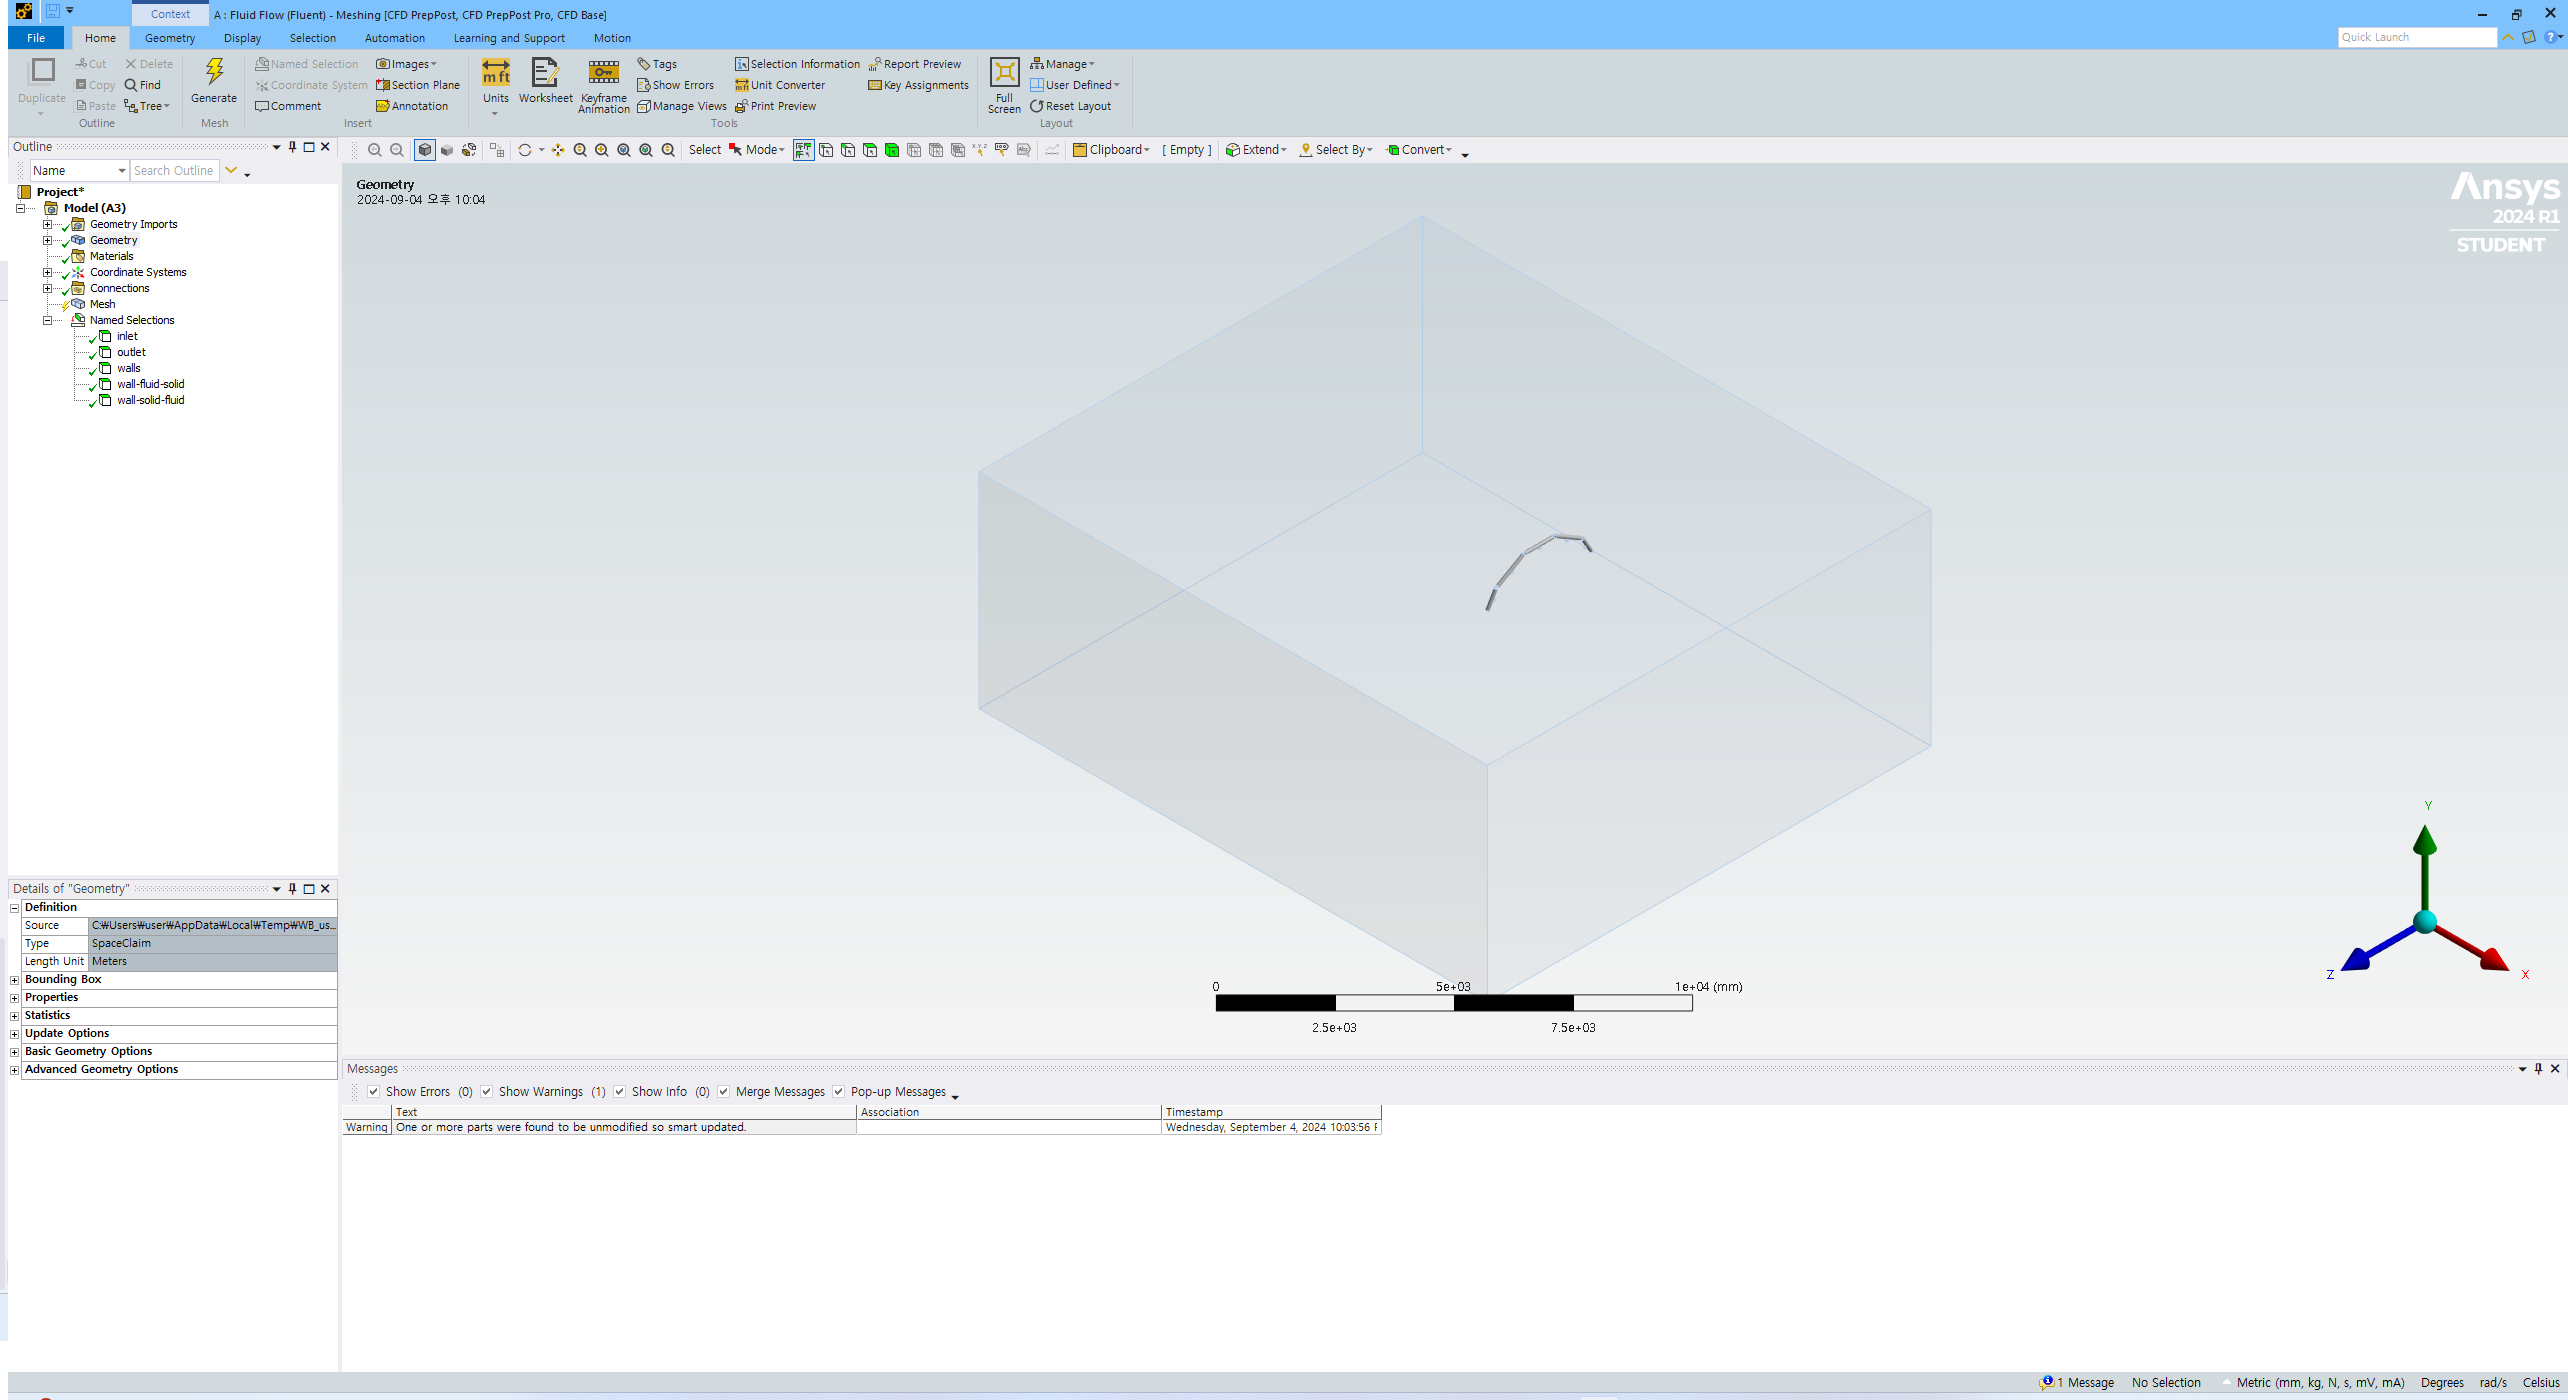 Context
A : Fluid Flow (Fluent) - Meshing [CFD PrepPost, CFD PrepPost Pro, CFD Base]
File Home Geometry Display Selection Automation Learning and Support Motion
Quick Launch
Duplicate
Cut
Delete
Copy
Find
Paste
Tree
Outline
Generate
Mesh
Named Selection
Images
Coordinate System
Section Plane
Comment
Annotation
Insert
Units
Worksheet
Keyframe
Animation
Tags
Selection Information
Report Preview
Show Errors
Unit Converter
Key Assignments
Manage Views
Print Preview
Tools
Full
Screen
Manage
User Defined
Reset Layout
Layout
Outline
Name
Search Outline
Project*
Model (A3)
Geometry Imports
Geometry
Materials
Coordinate Systems
Connections
Mesh
Named Selections
inlet
outlet
walls
wall-fluid-solid
wall-solid-fluid
Select Mode Clipboard [ Empty ] Extend Select By Convert
Geometry
2024-09-04 오후 10:04
Ansys
2024 R1
STUDENT
Y
Z
X
0 5e+03 1e+04 (mm)
2.5e+03 7.5e+03
Details of "Geometry"
Definition
Source C:₩Users₩user₩AppData₩Local₩Temp₩WB_us...
Type SpaceClaim
Length Unit Meters
Bounding Box
Properties
Statistics
Update Options
Basic Geometry Options
Advanced Geometry Options
Messages
Show Errors (0) Show Warnings (1) Show Info (0) Merge Messages Pop-up Messages
Text Association Timestamp
Warning One or more parts were found to be unmodified so smart updated. Wednesday, September 4, 2024 10:03:56
1 Message No Selection Metric (mm, kg, N, s, mV, mA) Degrees rad/s Celsius